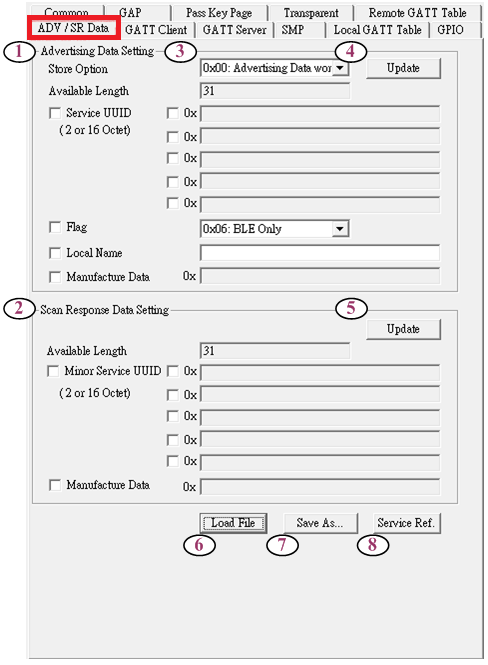 Common GAP Pass Key Page Transparent Remote GATT Table
ADV / SR Data GATT Client GATT Server SMP Local GATT Table GPIO
1 Advertising Data Setting 3 4
Store Option 0x00: Advertising Data wor Update
Available Length 31
Service UUID 0x
( 2 or 16 Octet) 0x
0x
0x
0x
Flag 0x06: BLE Only
Local Name
Manufacture Data 0x
2 Scan Response Data Setting 5
Update
Available Length 31
Minor Service UUID 0x
( 2 or 16 Octet) 0x
0x
0x
0x
Manufacture Data 0x
Load File Save As... Service Ref.
6 7 8